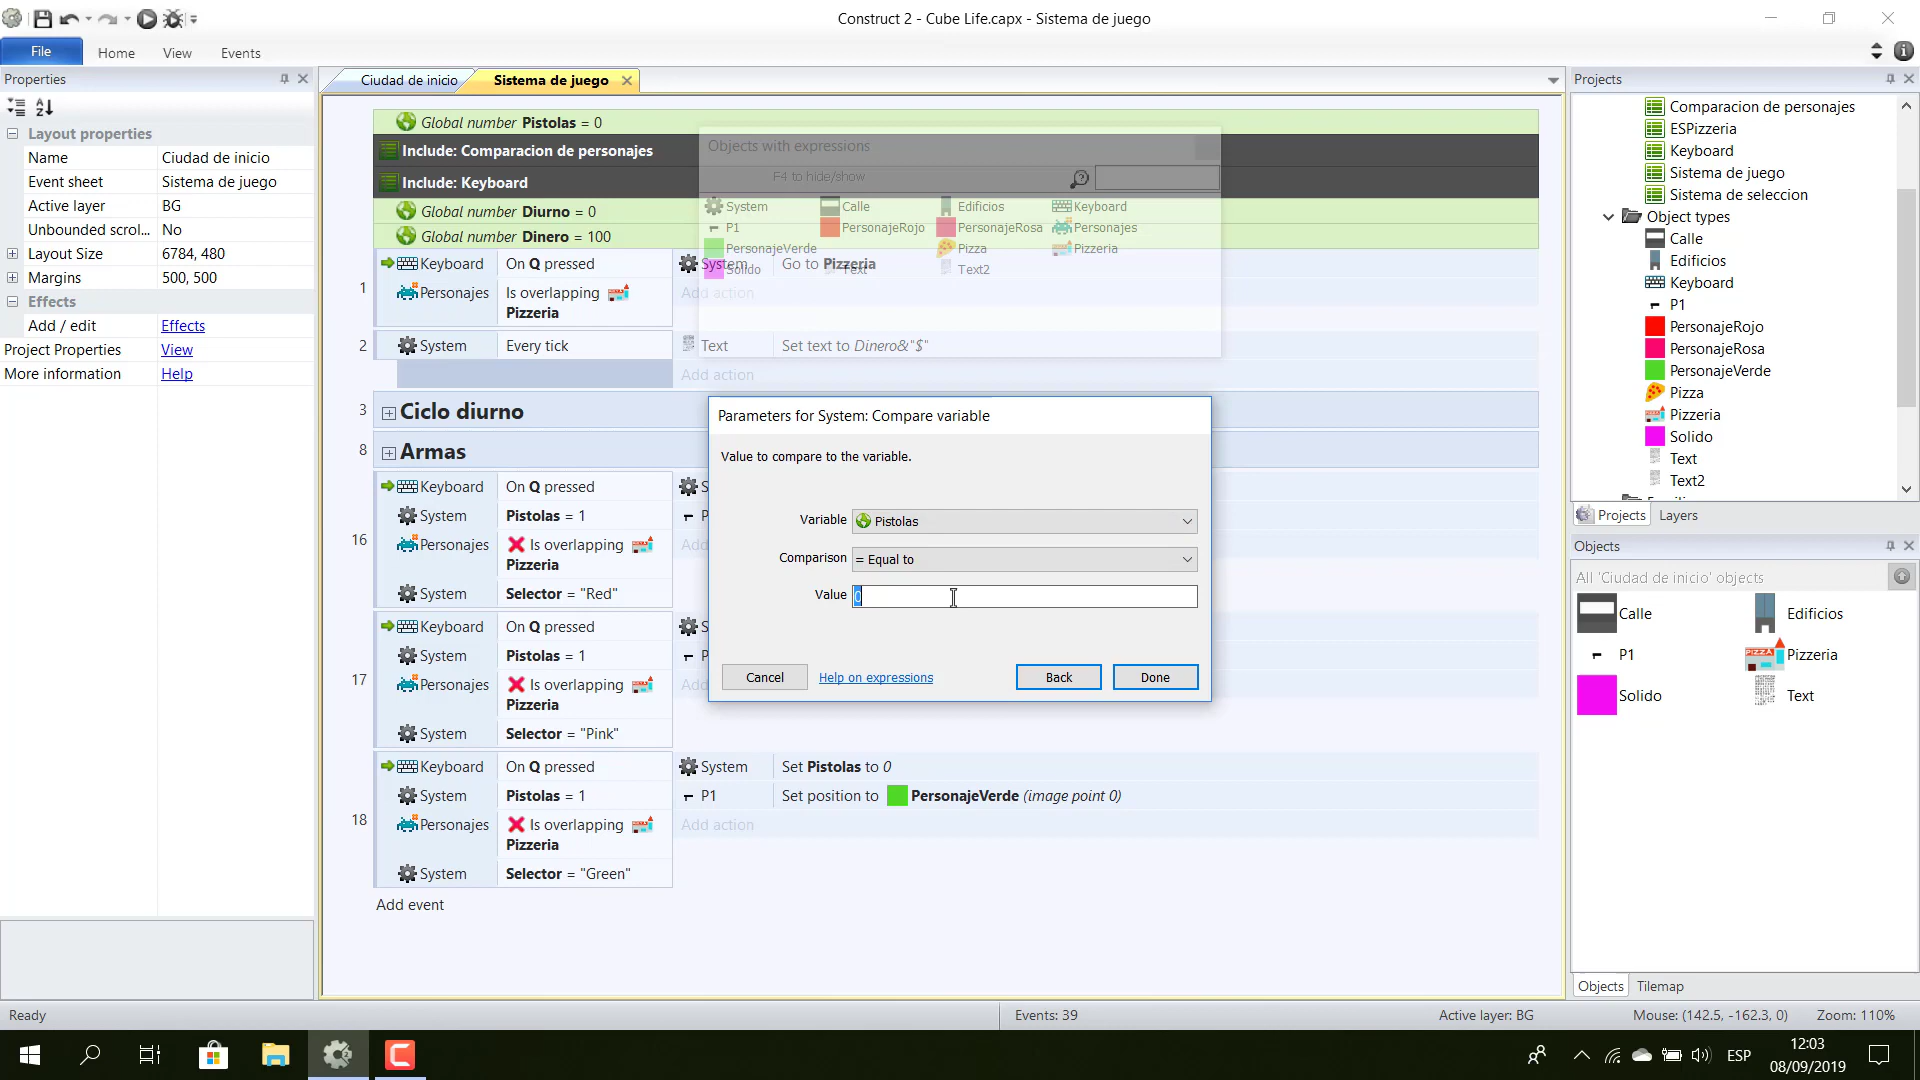 Construct 2 - Cube Life.capx - Sistema de juego
File
Home
View
Events
Properties
Layout properties
Name
Ciudad de inicio
Event sheet
Sistema de juego
Active layer
BG
Unbounded scrol...
No
Layout Size
6784, 480
Margins
500, 500
Effects
Add / edit
Effects
Project Properties
View
More information
Help
Ciudad de inicio
Sistema de juego
Global number Pistolas = 0
Include: Comparacion de personajes
Include: Keyboard
Global number Diurno = 0
Global number Dinero = 100
Objects with expressions
F4 to hide/show
System
Calle
Edificios
Keyboard
P1
PersonajeRojo
PersonajeRosa
Personajes
PersonajeVerde
Pizza
Pizzeria
Solido
Text
Text2
1
Keyboard
On Q pressed
System
Go to Pizzeria
Personajes
Is overlapping
Pizzeria
Add action
2
System
Every tick
Text
Set text to Dinero&"$"
Add action
3
Ciclo diurno
8
Armas
16
Keyboard
On Q pressed
S
System
Pistolas = 1
P
Personajes
Is overlapping
Pizzeria
Add
System
Selector = "Red"
17
Keyboard
On Q pressed
S
System
Pistolas = 1
P
Personajes
Is overlapping
Pizzeria
Add
System
Selector = "Pink"
18
Keyboard
On Q pressed
System
Set Pistolas to 0
System
Pistolas = 1
P1
Set position to PersonajeVerde (image point 0)
Personajes
Is overlapping
Pizzeria
Add action
System
Selector = "Green"
Add event
Parameters for System: Compare variable
Value to compare to the variable.
Variable
Pistolas
Comparison
= Equal to
Value
0
Cancel
Help on expressions
Back
Done
Projects
Comparacion de personajes
ESPizzeria
Keyboard
Sistema de juego
Sistema de seleccion
Object types
Calle
Edificios
Keyboard
P1
PersonajeRojo
PersonajeRosa
PersonajeVerde
Pizza
Pizzeria
Solido
Text
Text2
Projects
Layers
Objects
All 'Ciudad de inicio' objects
Calle
Edificios
P1
Pizzeria
Solido
Text
Objects
Tilemap
Ready
Events: 39
Active layer: BG
Mouse: (142.5, -162.3, 0)
Zoom: 110%
ESP
12:03
08/09/2019